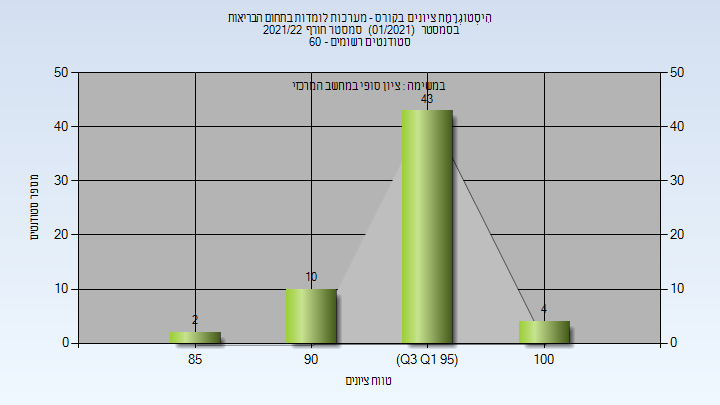 היסטוגרמת ציונים בקורס - מערכות לומדות בתחום הבריאות
בסמסטר (01/2021) סמסטר חורף 2021/22
סטודנטים רשומים - 60
במשימה : ציון סופי במחשב המרכזי
מספר סטודנטים
50
40
30
20
10
0
50
40
30
20
10
0
2
10
43
4
85
90
(Q3 Q1 95)
100
טווח ציונים